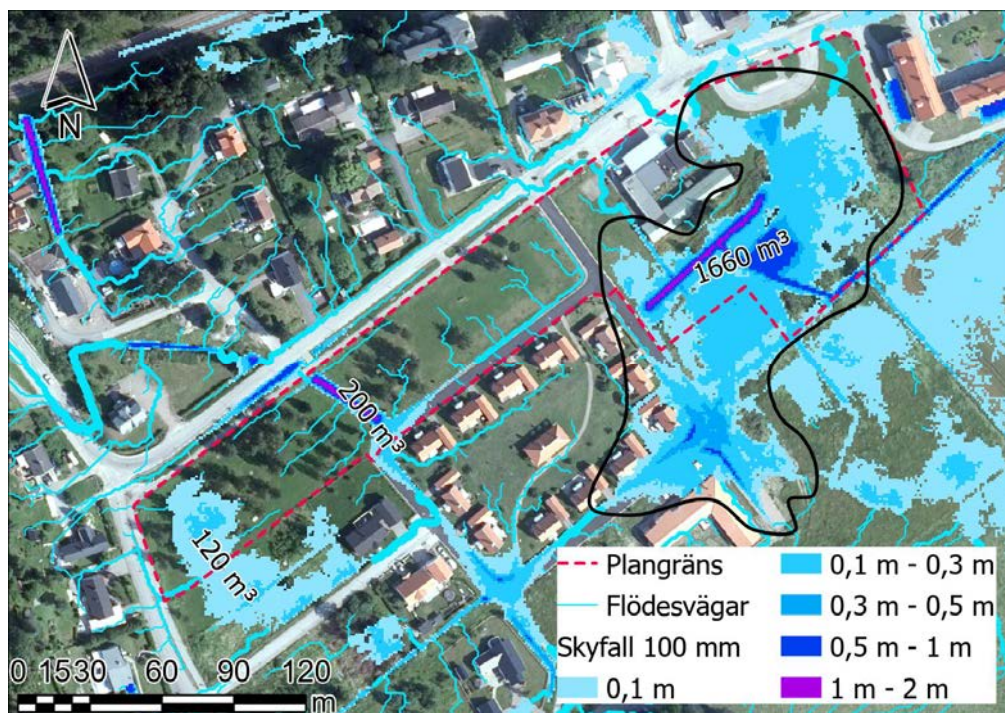 N
1660 m³
200 m³
120 m³
Plangräns
Flödesvägar
Skyfall 100 mm
0,1 m
0,1 m - 0,3 m
0,3 m - 0,5 m
0,5 m - 1 m
1 m - 2 m
0 15 30 60 90 120
m